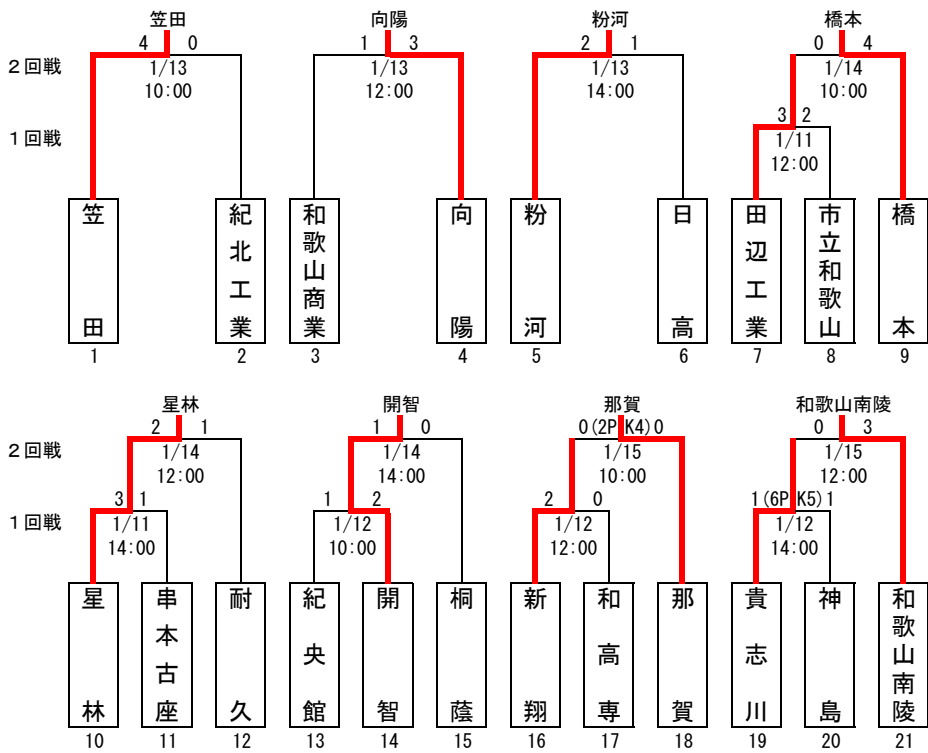 笠田 向陽 粉河 橋本
4 0 1 3 2 1 0 4
2回戦 1/13 1/13 1/13 1/14
10:00 12:00 14:00 10:00
3 2
1回戦 1/11
12:00
笠田 紀北工業 和歌山商業 向陽 粉河 日高 田辺工業 市立和歌山 橋本
1 2 3 4 5 6 7 8 9
星林 開智 那賀 和歌山南陵
2 1 1 0 0(2PK4)0 0 3
2回戦 1/14 1/14 1/15 1/15
12:00 14:00 10:00 12:00
3 1 1 2 2 0 1(6PK5)1
1回戦 1/11 1/12 1/12 1/12
14:00 10:00 12:00 14:00
星林 串本古座 耐久 紀央館 開智 桐蔭 新翔 和高専 那賀 貴志川 神島 和歌山南陵
10 11 12 13 14 15 16 17 18 19 20 21